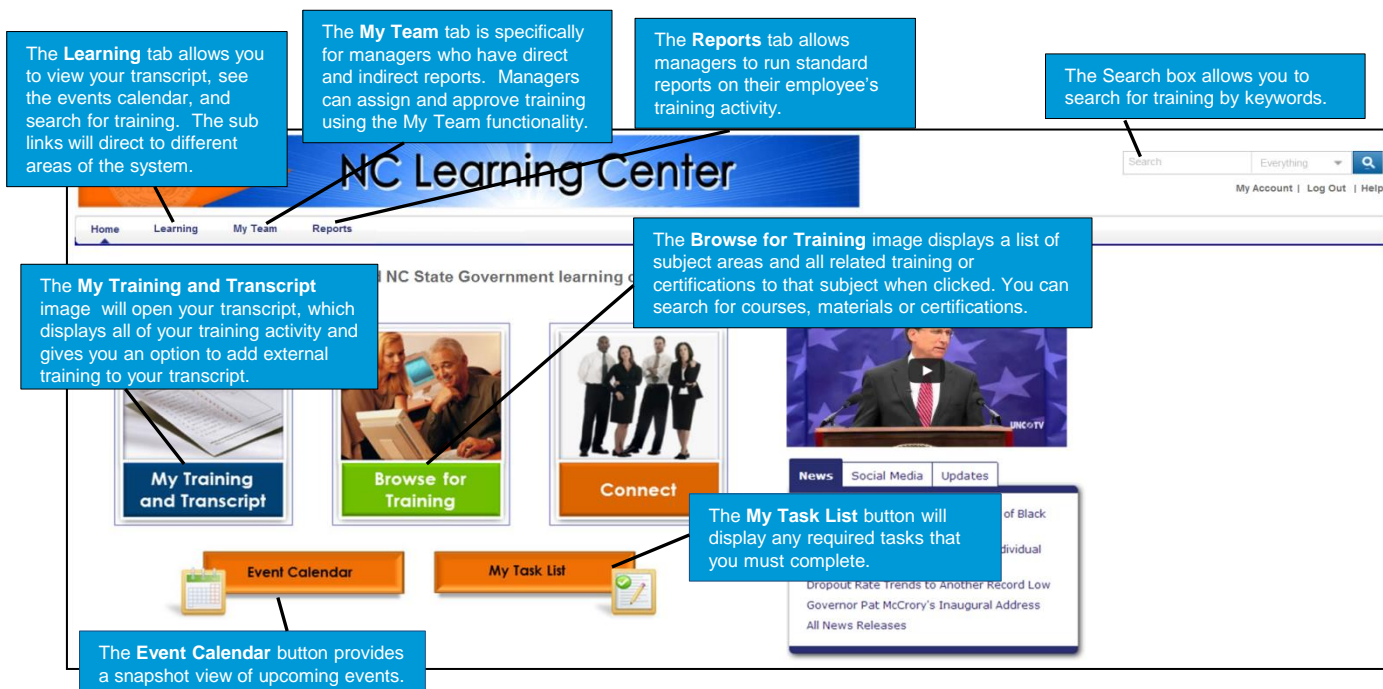 The Learning tab allows you
to view your transcript, see
the events calendar, and
search for training. The sub
links will direct to different
areas of the system.
The My Team tab is specifically
for managers who have direct
and indirect reports. Managers
can assign and approve training
using the My Team functionality.
The Reports tab allows
managers to run standard
reports on their employee's
training activity.
The Search box allows you to
search for training by keywords.
NC Learning Center
Search Everything
My Account | Log Out | Help
Home Learning My Team Reports
The Browse for Training image displays a list of
subject areas and all related training or
certifications to that subject when clicked. You can
search for courses, materials or certifications.
NC State Government learning
The My Training and Transcript
image will open your transcript, which
displays all of your training activity and
gives you an option to add external
training to your transcript.
UNC TV
My Training
and Transcript
Browse for
Training
Connect
News Social Media Updates
of Black
The My Task List button will
display any required tasks that
you must complete.
Dropout Rate Trends to Another Record Low
Governor Pat McCrory's Inaugural Address
All News Releases
Event Calendar
My Task List
The Event Calendar button provides
a snapshot view of upcoming events.